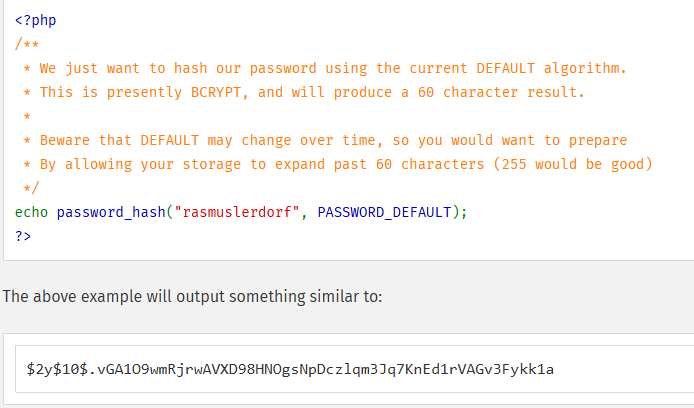 <?php
/**
 * We just want to hash our password using the current DEFAULT algorithm.
 * This is presently BCRYPT, and will produce a 60 character result.
 *
 * Beware that DEFAULT may change over time, so you would want to prepare
 * By allowing your storage to expand past 60 characters (255 would be good)
 */
echo password_hash("rasmuslerdorf", PASSWORD_DEFAULT);
?>
The above example will output something similar to:
$2y$10$.vGA1O9wmRjrwAVXD98HNOgsNpDczlqm3Jq7KnEd1rVAGv3Fykk1a